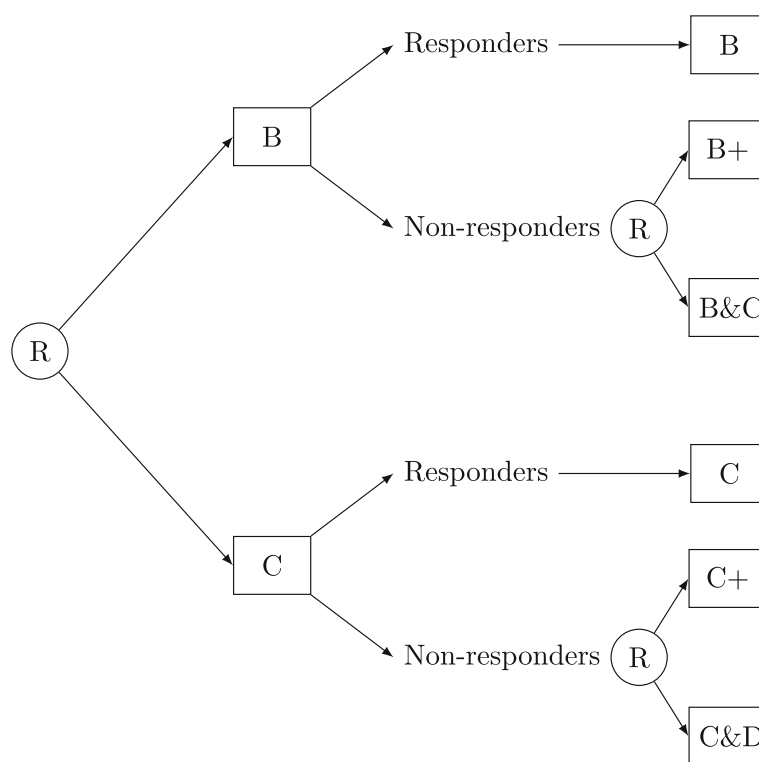 Responders
B
B
B+
Non-responders
R
B&C
R
Responders
C
C
C+
Non-responders
R
C&D